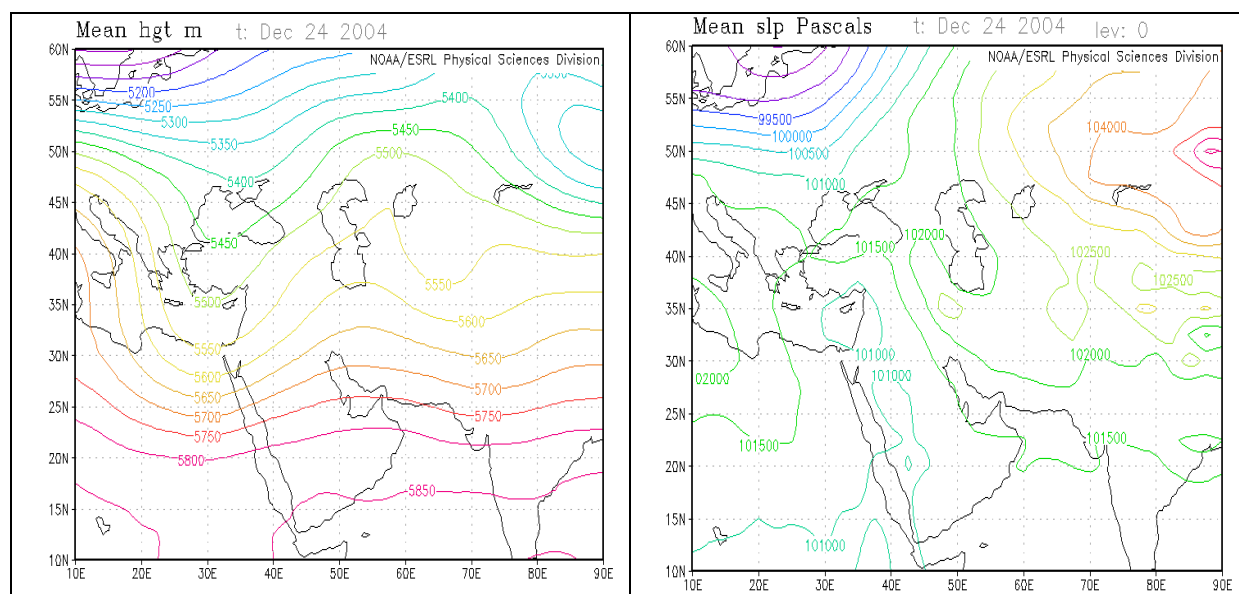 Mean hgt m t: Dec 24 2004
NOAA/ESRL Physical Sciences Division
60N
55N
50N
45N
40N
35N
30N
25N
20N
15N
10N
5200
5250
5300
5350
5400
5400
5450
5500
5450
5500
5550
5550
5600
5600
5650
5650
5700
5700
5750
5750
5800
5850
10E 20E 30E 40E 50E 60E 70E 80E 90E
Mean slp Pascals t: Dec 24 2004 lev: 0
NOAA/ESRL Physical Sciences Division
60N
55N
50N
45N
40N
35N
30N
25N
20N
15N
10N
99500
100000
100500
101000
104000
101500
102000
102500
102500
101000
102000
101000
02000
101500
101500
101000
10E 20E 30E 40E 50E 60E 70E 80E 90E